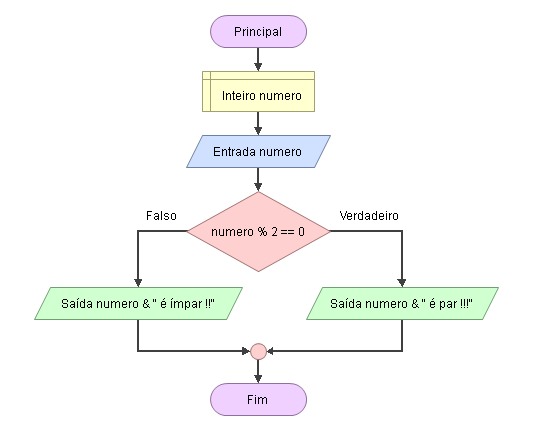 Principal
Inteiro numero
Entrada numero
Falso
Verdadeiro
numero % 2 == 0
Saída numero & " é ímpar !!"
Saída numero & " é par !!!"
Fim